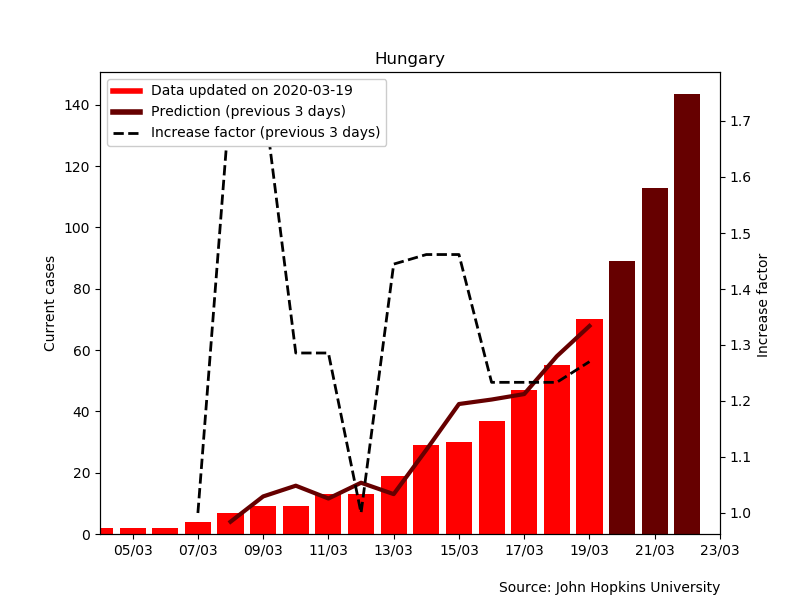 Hungary
Data updated on 2020-03-19
Prediction (previous 3 days)
Increase factor (previous 3 days)
Current cases
140
120
100
80
60
40
20
0
1.7
1.6
1.5
1.4
1.3
1.2
1.1
1.0
Increase factor
05/03 07/03 09/03 11/03 13/03 15/03 17/03 19/03 21/03 23/03
Source: John Hopkins University